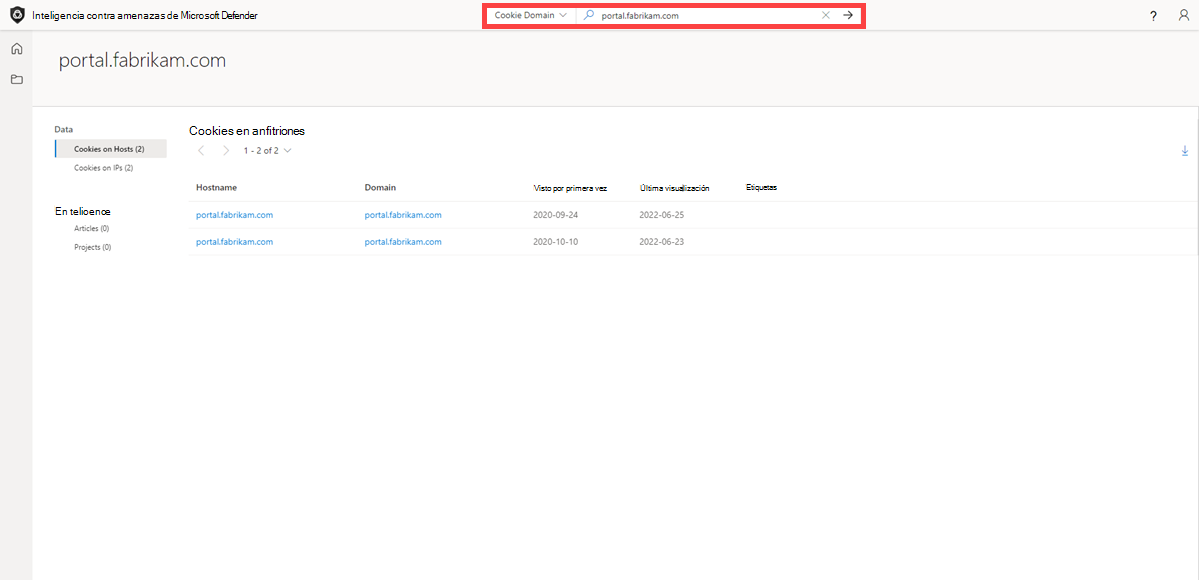 Inteligencia contra amenazas de Microsoft Defender
Cookie Domain
portal.fabrikam.com
?
portal.fabrikam.com
Data
Cookies on Hosts (2)
Cookies on IPs (2)
En telioence
Articles (0)
Projects (0)
Cookies en anfitriones
1 - 2 of 2
Hostname Domain Visto por primera vez Última visualización Etiquetas
portal.fabrikam.com portal.fabrikam.com 2020-09-24 2022-06-25
portal.fabrikam.com portal.fabrikam.com 2020-10-10 2022-06-23